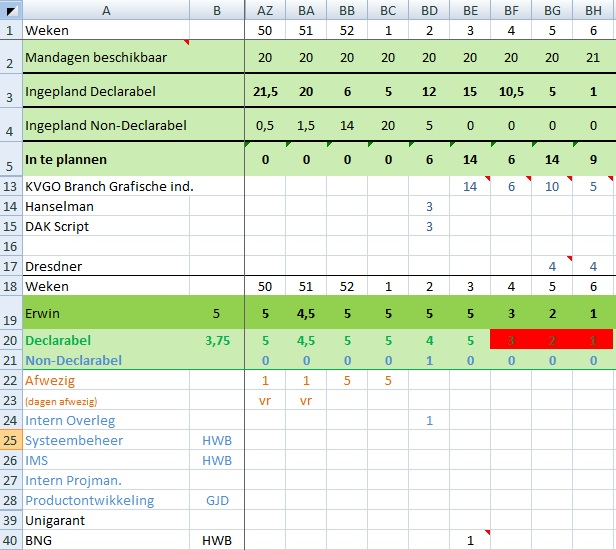 A B AZ BA BB BC BD BE BF BG BH
1 Weken 50 51 52 1 2 3 4 5 6
2 Mandagen beschikbaar 20 20 20 20 20 20 20 20 21
3 Ingepland Declarabel 21,5 20 6 5 12 15 10,5 5 1
4 Ingepland Non-Declarabel 0,5 1,5 14 20 5 0 0 0 0
5 In te plannen 0 0 0 0 6 14 6 14 9
13 KVGO Branch Grafische ind. 14 6 10 5
14 Hanselman 3
15 DAK Script 3
16
17 Dresdner 4 4
18 Weken 50 51 52 1 2 3 4 5 6
19 Erwin 5 5 4,5 5 5 5 5 3 2 1
20 Declarabel 3,75 5 4,5 5 5 4 5 3 2 1
21 Non-Declarabel 0 0 0 0 1 0 0 0 0
22 Afwezig 1 1 5 5
23 (dagen afwezig) vr vr
24 Intern Overleg 1
25 Systeembeheer HWB
26 IMS HWB
27 Intern Projman.
28 Productontwikkeling GJD
39 Unigarant
40 BNG HWB 1